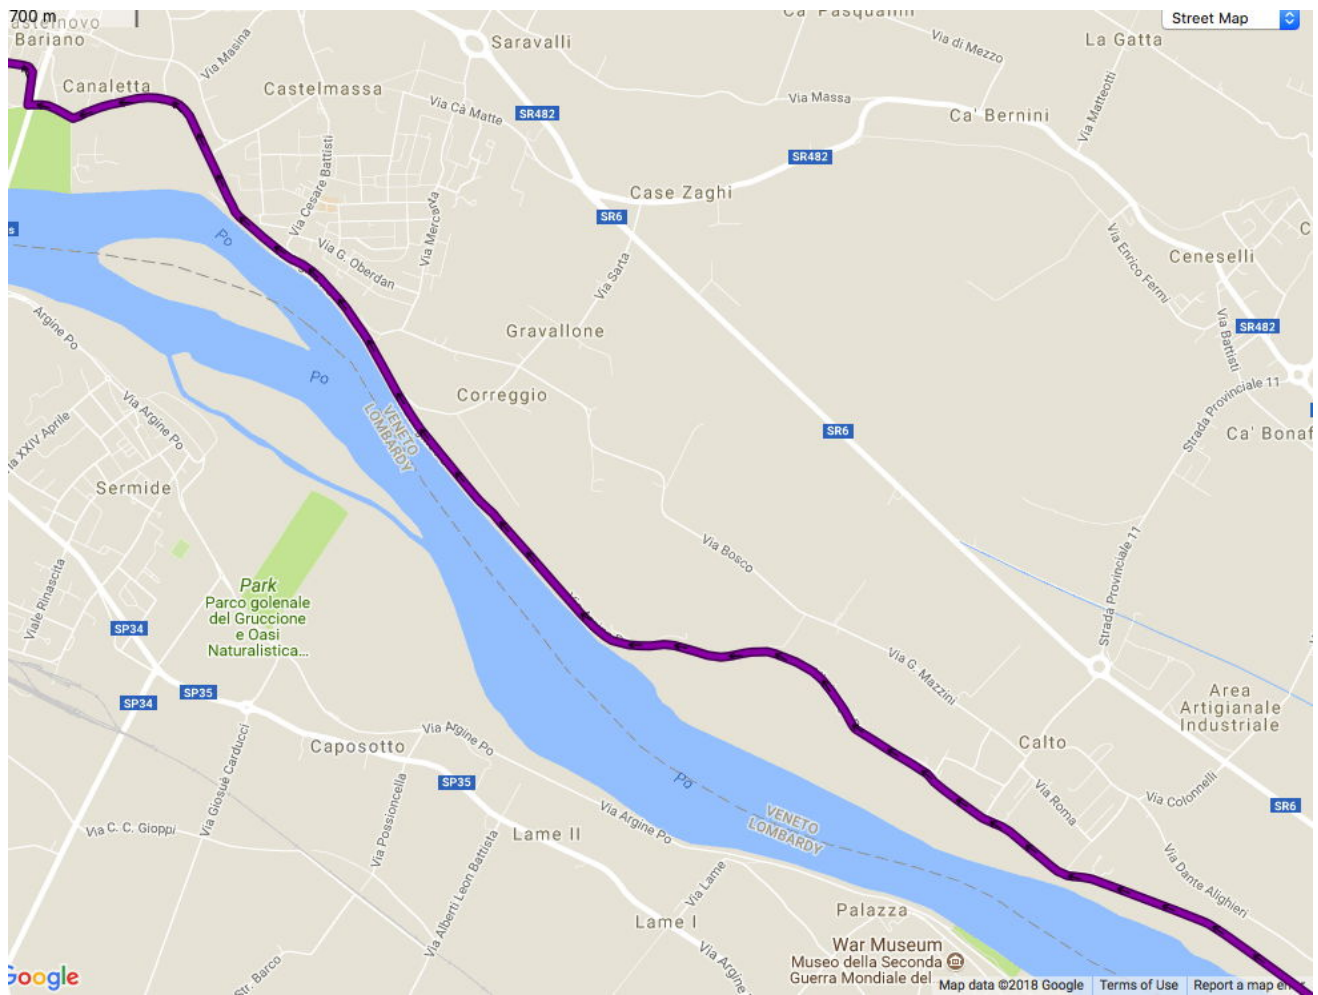 700 m
Street Map
Castelnovo
Bariano
Canaletta
Via Masina
Castelmassa
Via Cà Matte
Saravalli
SR482
Ca' Pasqualini
Via di Mezzo
La Gatta
Via Massa
Ca' Bernini
Via Matteotti
SR482
Case Zaghi
SR6
Via Cesare Battisti
Via G. Oberdan
Via Mercerva
Via Sarta
Via Enrico Fermi
Ceneselli
Via Battisti
SR482
Po
Po
Argine Po
Gravallone
Correggio
VENETO
LOMBARDY
Via Argine Po
Via XXIV Aprile
Sermide
SR6
Strada Provinciale 11
Ca' Bonaf
Via Bosco
Strada Provinciale 11
Viale Rinascita
Park
Parco golenale
del Gruccione
e Oasi
Naturalistica...
SP34
SP34
SP35
Via G. Mazzini
Area
Artigianale
Industriale
Calto
Caposotto
Via Argine Po
SP35
Via Giosuè Carducci
Via Possioncella
Via C. C. Gioppi
Via Roma
Via Colonnelli
SR6
Po
VENETO
LOMBARDY
Via Argine Po
Lame II
Via Alberti Leon Battista
Via Lame
Lame I
Via Dante Alighieri
Palazza
War Museum
Museo della Seconda
Guerra Mondiale del
Via Argine
Str. Barco
Google
Map data ©2018 Google
Terms of Use
Report a map error